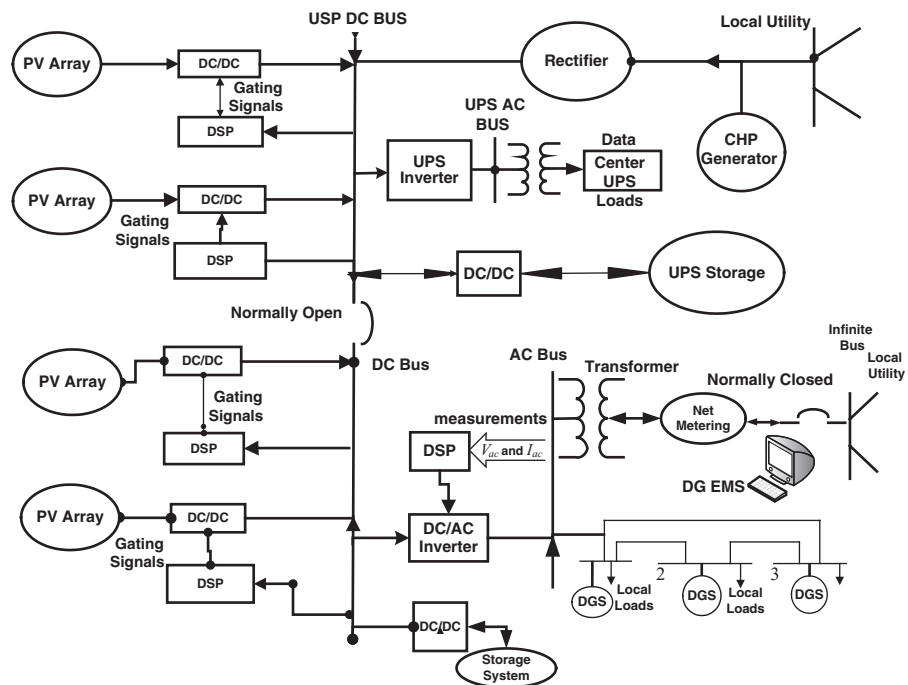 USP DC BUS
Local Utility
PV Array
DC/DC
Rectifier
Gating
Signals
UPS AC
BUS
DSP
CHP
Generator
UPS
Inverter
Data
Center
UPS
Loads
PV Array
DC/DC
Gating
Signals
DSP
DC/DC
UPS Storage
Normally Open
DC Bus
AC Bus
Transformer
Infinite
Bus
Local
Utility
PV Array
DC/DC
Normally Closed
Gating
Signals
measurements
Net
Metering
DSP
DSP
Vac and Iac
DG EMS
PV Array
DC/DC
Gating
Signals
DC/AC
Inverter
DSP
2
3
DGS
Local
Loads
DGS
Local
Loads
DGS
DC/DC
Storage
System